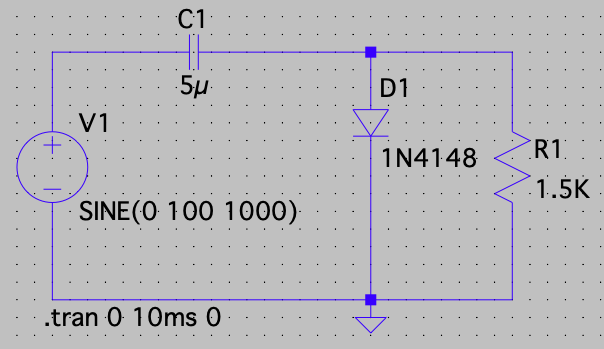 C1
5µ
D1
V1
1N4148
R1
1.5K
SINE(0 100 1000)
.tran 0 10ms 0